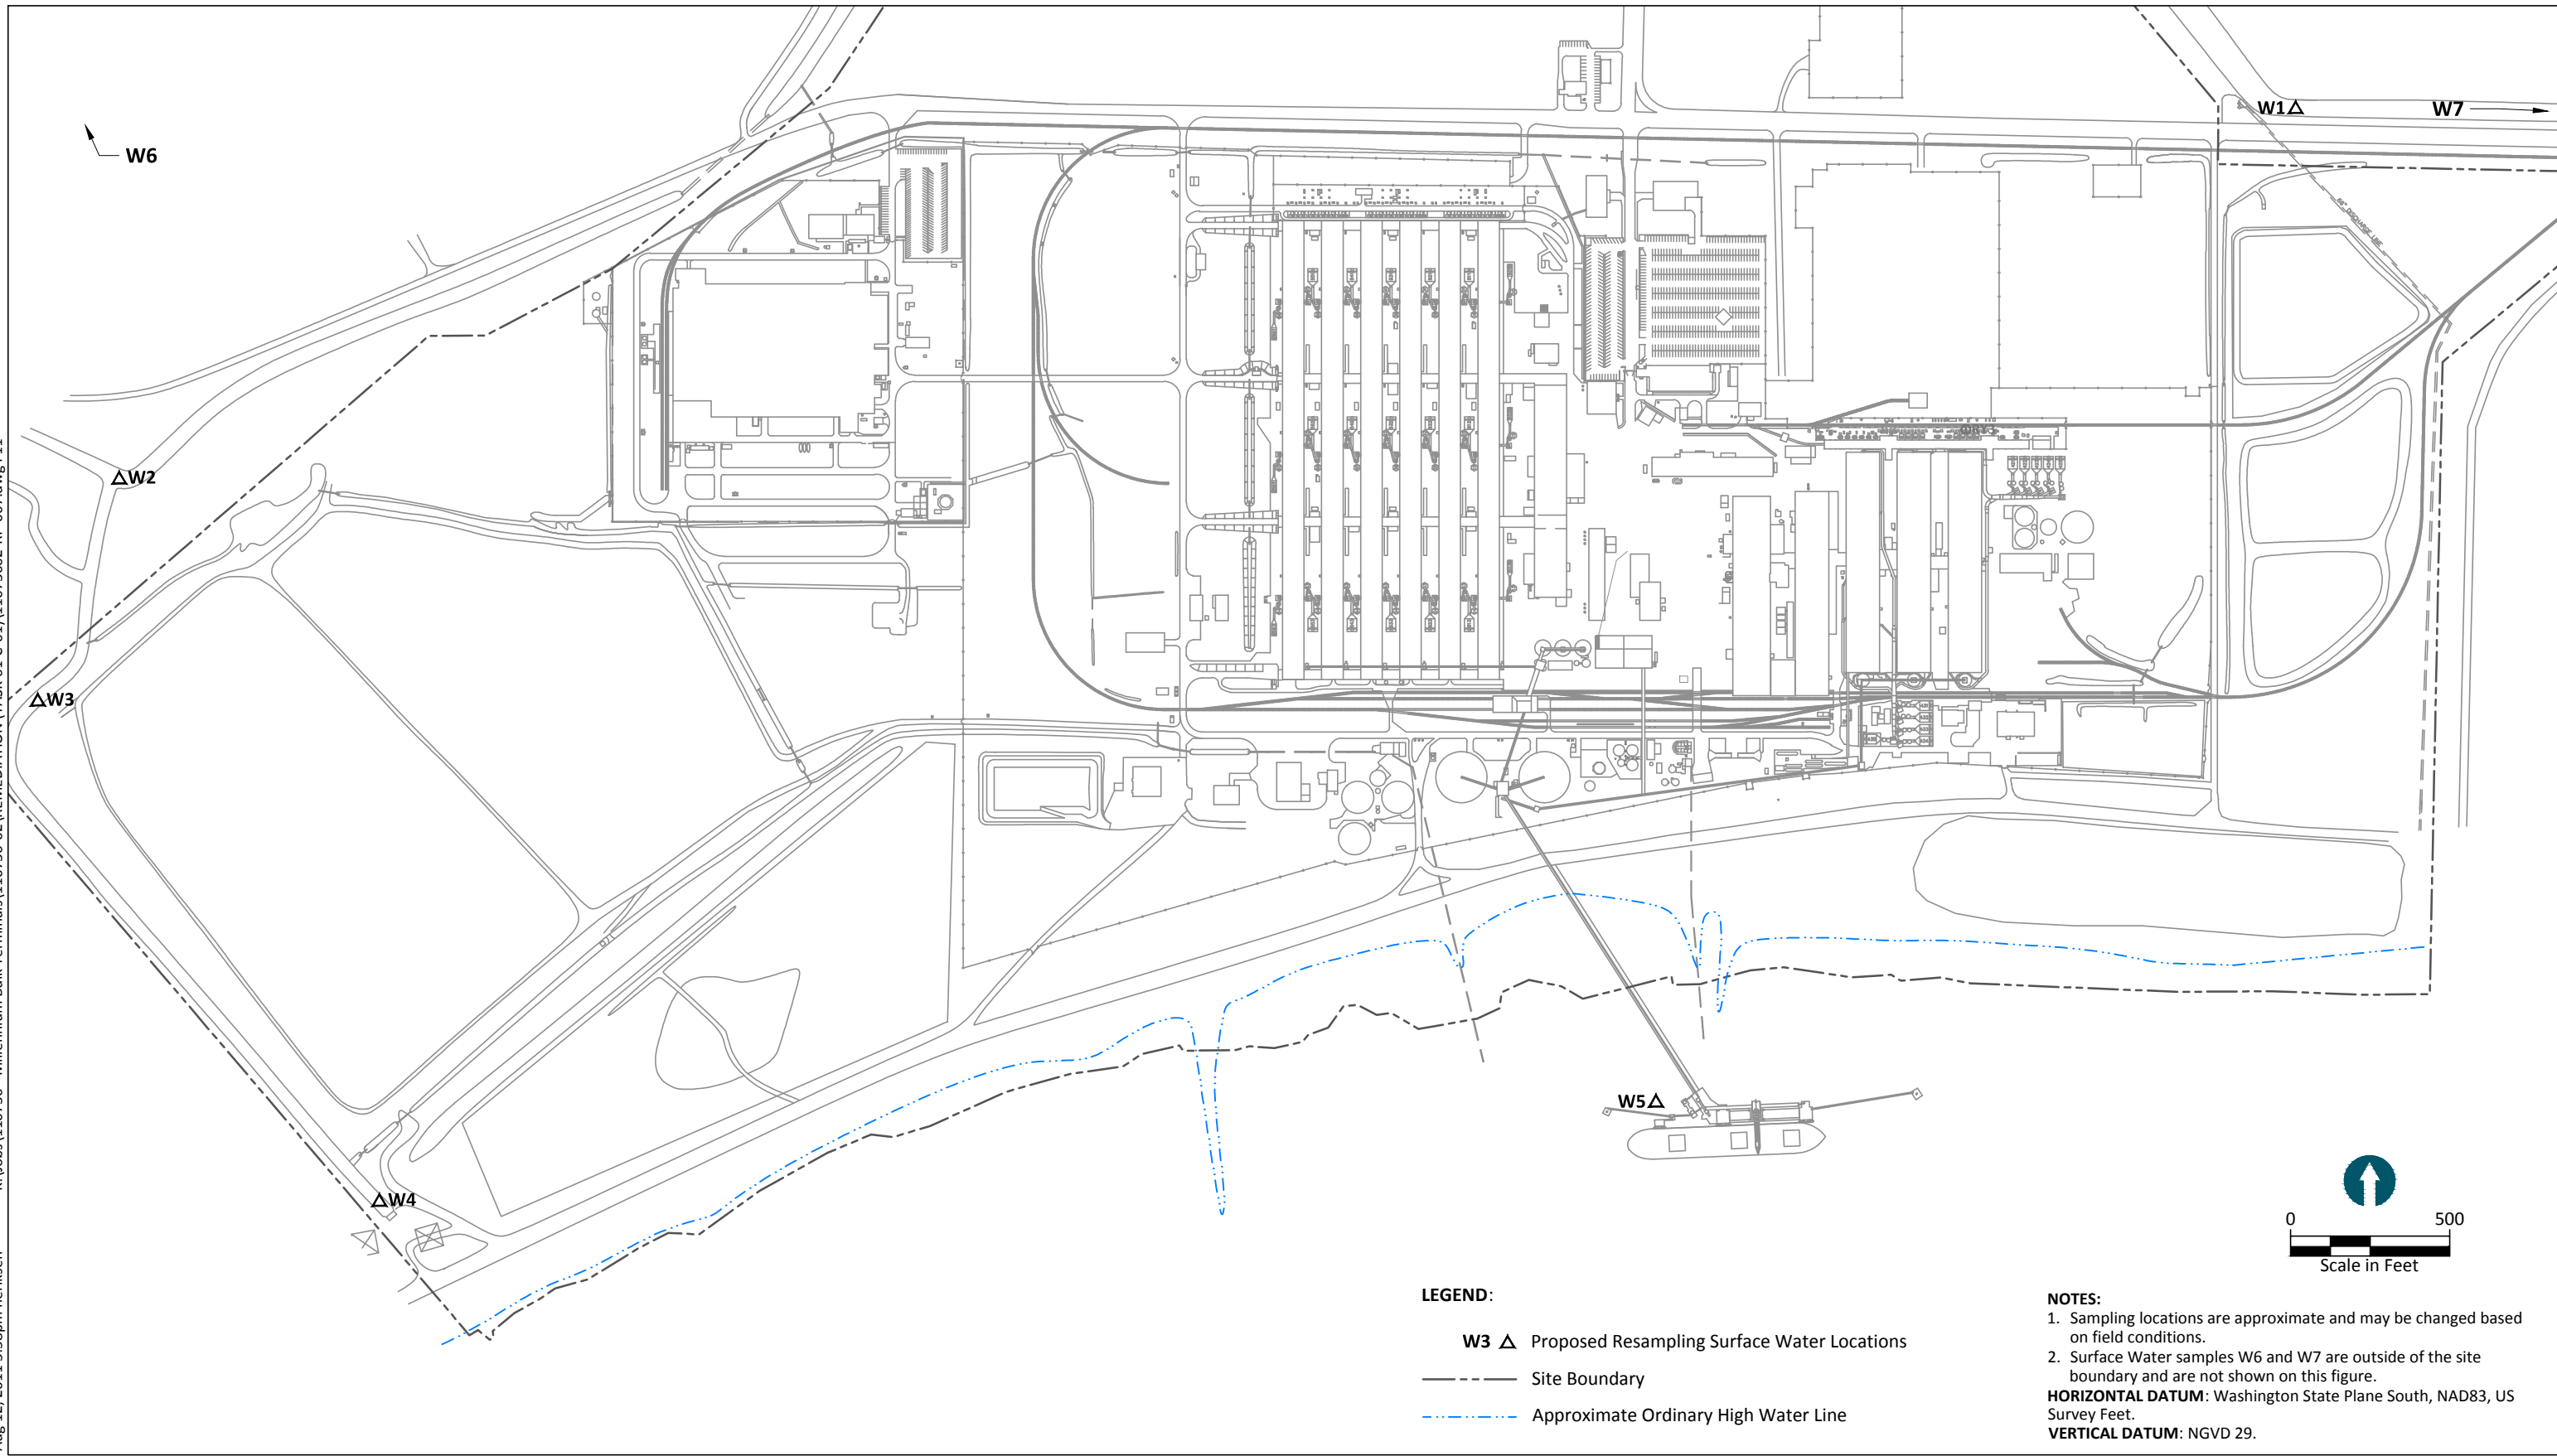 W1
W7
W6
W2
W3
W5
W4
0 500
Scale in Feet
LEGEND:
W3 Proposed Resampling Surface Water Locations
Site Boundary
Approximate Ordinary High Water Line
NOTES:
1. Sampling locations are approximate and may be changed based
on field conditions.
2. Surface Water samples W6 and W7 are outside of the site
boundary and are not shown on this figure.
HORIZONTAL DATUM: Washington State Plane South, NAD83, US
Survey Feet.
VERTICAL DATUM: NGVD 29.